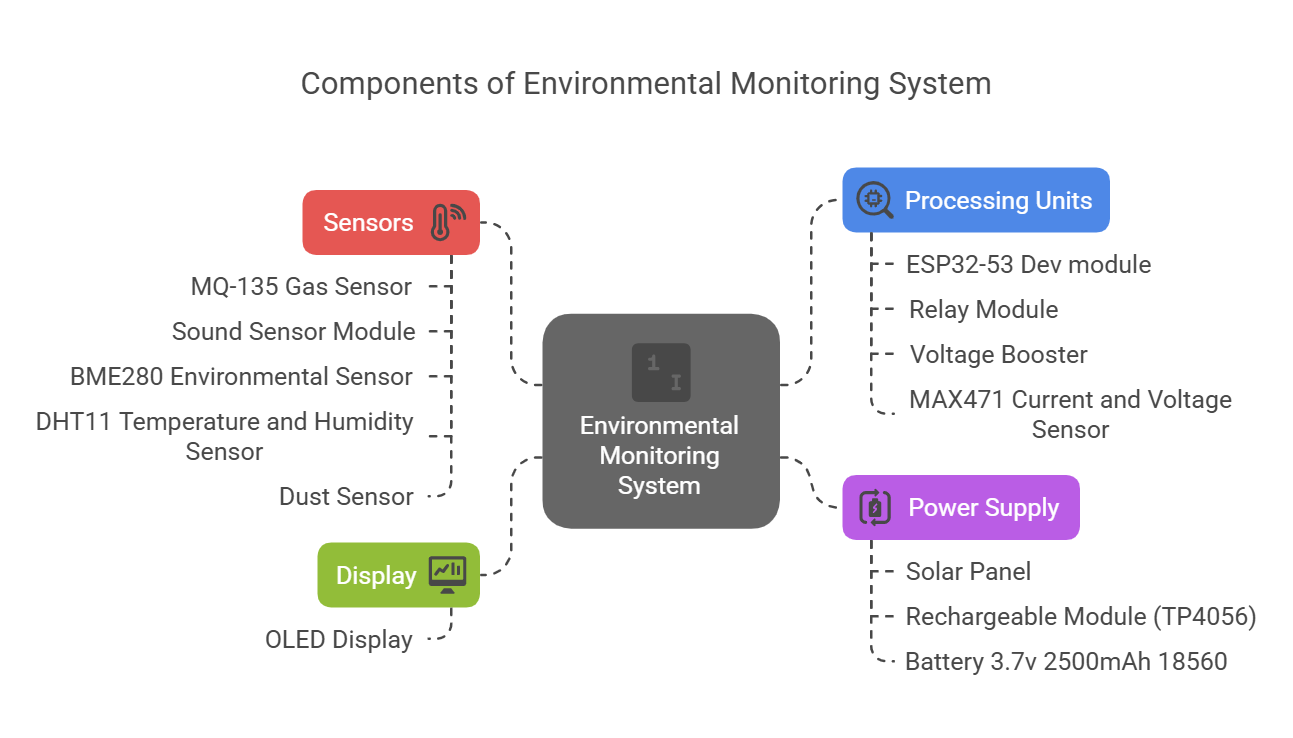 Components of Environmental Monitoring System
Sensors
MQ-135 Gas Sensor
Sound Sensor Module
BME280 Environmental Sensor
DHT11 Temperature and Humidity
Sensor
Dust Sensor
Display
OLED Display
1
I
Environmental
Monitoring
System
Processing Units
ESP32-53 Dev module
Relay Module
Voltage Booster
MAX471 Current and Voltage
Sensor
Power Supply
Solar Panel
Rechargeable Module (TP4056)
Battery 3.7v 2500mAh 18560